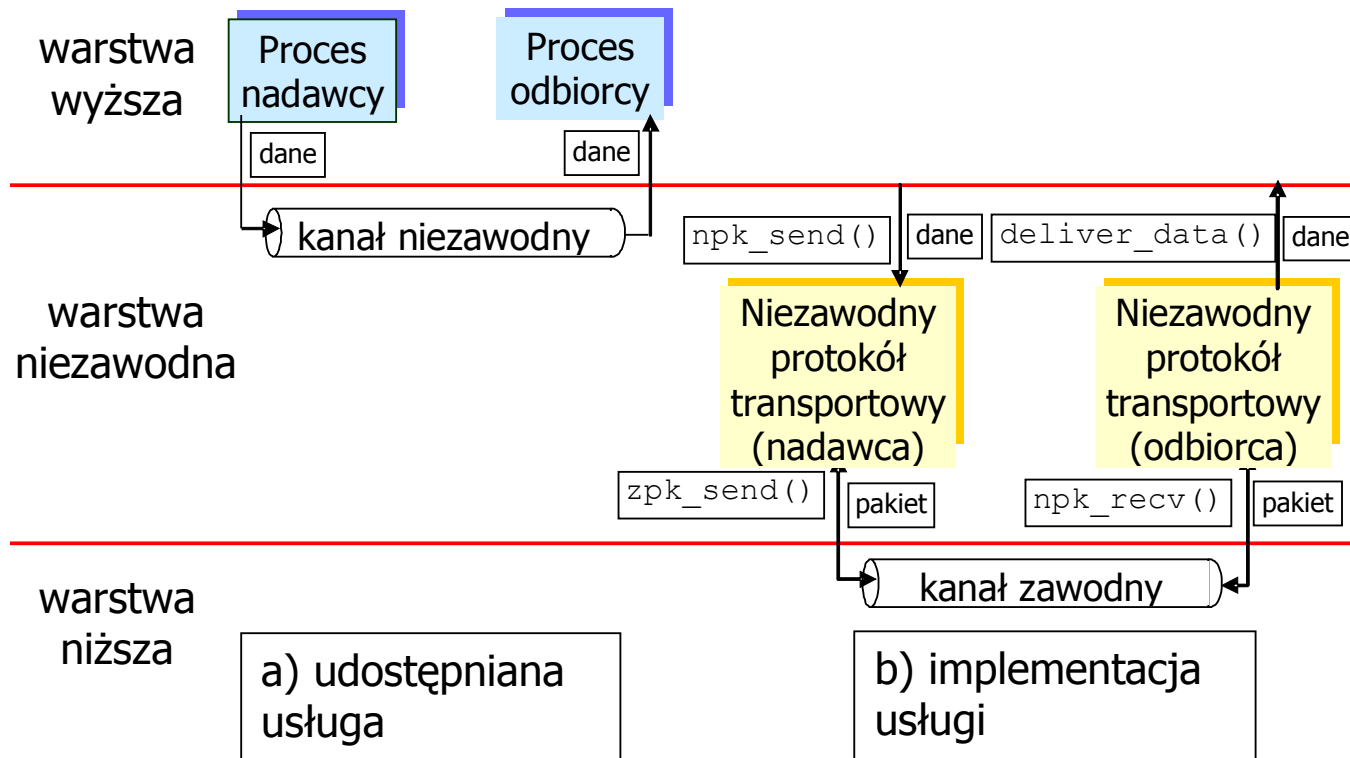 warstwa
wyższa
Proces
nadawcy
Proces
odbiorcy
dane
dane
kanał niezawodny
npk_send()
dane
deliver_data()
dane
warstwa
niezawodna
Niezawodny
protokół
transportowy
(nadawca)
Niezawodny
protokół
transportowy
(odbiorca)
zpk_send()
pakiet
npk_recv()
pakiet
kanał zawodny
warstwa
niższa
a) udostępniana
usługa
b) implementacja
usługi